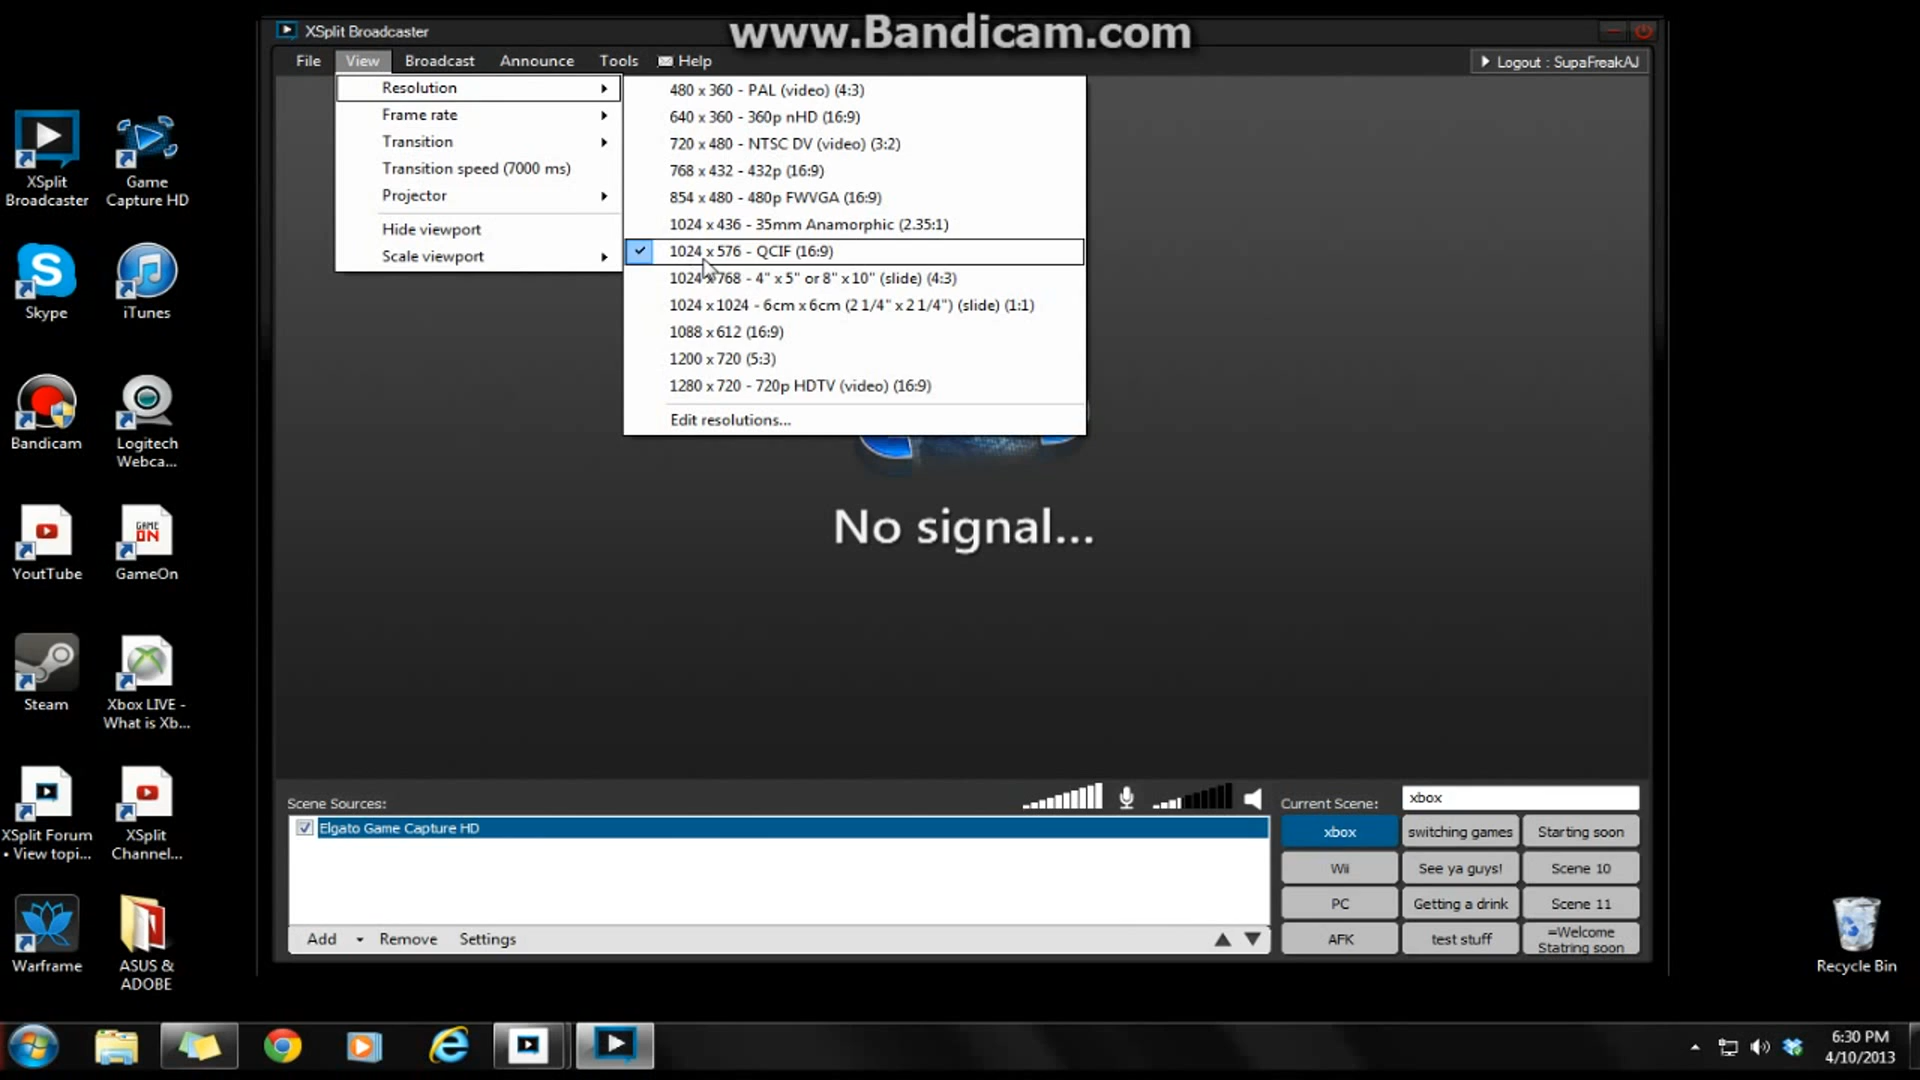 www.Bandicam.com
XSplit Broadcaster
File View Broadcast Announce Tools Help
Logout : SupaFreakAJ
Resolution
Frame rate
Transition
Transition speed (7000 ms)
Projector
Hide viewport
Scale viewport
480 x 360 - PAL (video) (4:3)
640 x 360 - 360p nHD (16:9)
720 x 480 - NTSC DV (video) (3:2)
768 x 432 - 432p (16:9)
854 x 480 - 480p FWVGA (16:9)
1024 x 436 - 35mm Anamorphic (2.35:1)
1024 x 576 - QCIF (16:9)
1024 x 768 - 4" x 5" or 8" x 10" (slide) (4:3)
1024 x 1024 - 6cm x 6cm (2 1/4" x 2 1/4") (slide) (1:1)
1088 x 612 (16:9)
1200 x 720 (5:3)
1280 x 720 - 720p HDTV (video) (16:9)
Edit resolutions...
No signal...
XSplit
Broadcaster
Game
Capture HD
Skype
iTunes
Bandicam
Logitech
Webca...
YoutTube
GAME
ON
GameOn
Steam
Xbox LIVE -
What is Xb...
XSplit Forum
• View topi...
XSplit
Channel...
Warframe
ASUS &
ADOBE
Scene Sources:
Elgato Game Capture HD
Add Remove Settings
Current Scene: xbox
xbox switching games Starting soon
Wii See ya guys! Scene 10
PC Getting a drink Scene 11
AFK test stuff =Welcome
Statring soon
Recycle Bin
6:30 PM
4/10/2013